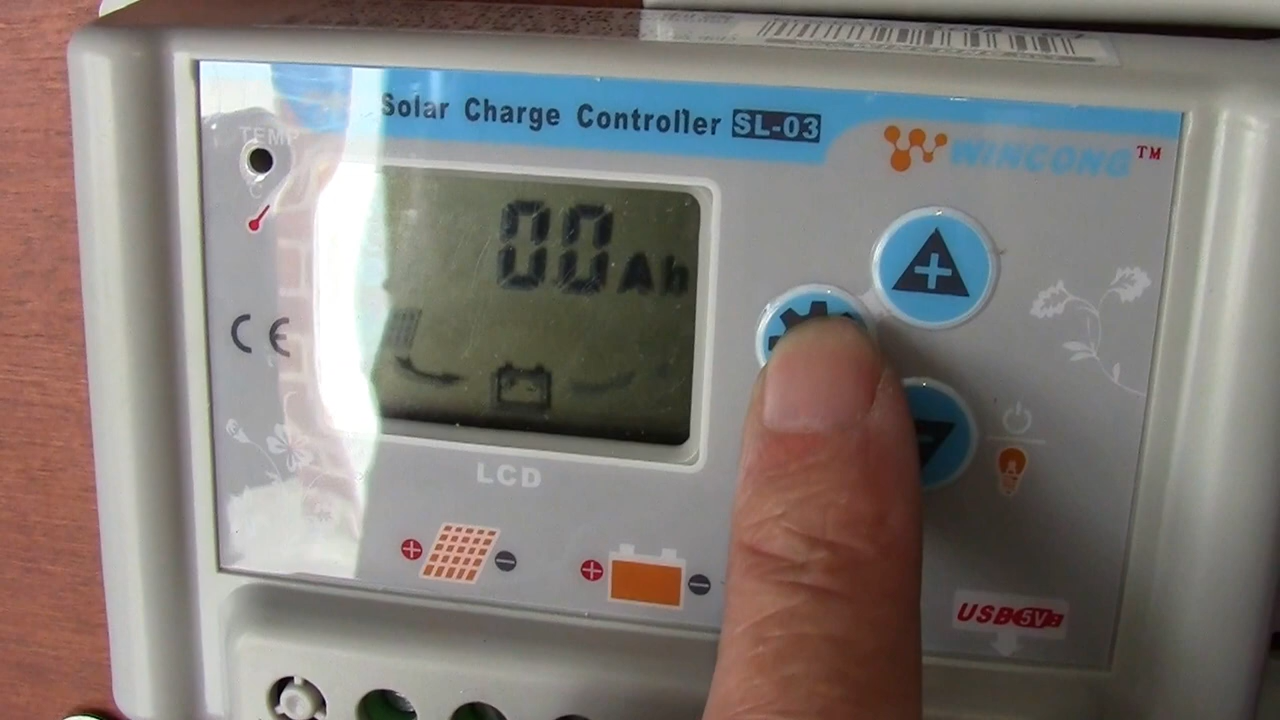 Solar Charge Controller SL-03
WINCONG™
TEMP
00Ah
CE
LCD
USB 5V